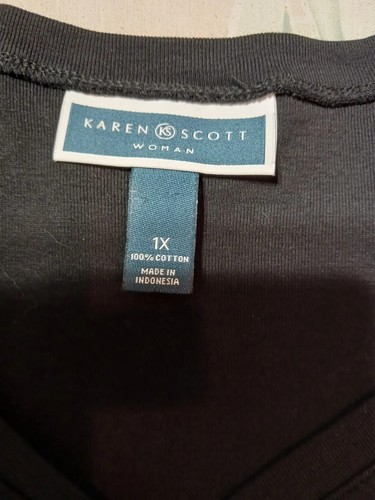 KAREN KS SCOTT
WOMAN
1X
100% COTTON
MADE IN
INDONESIA